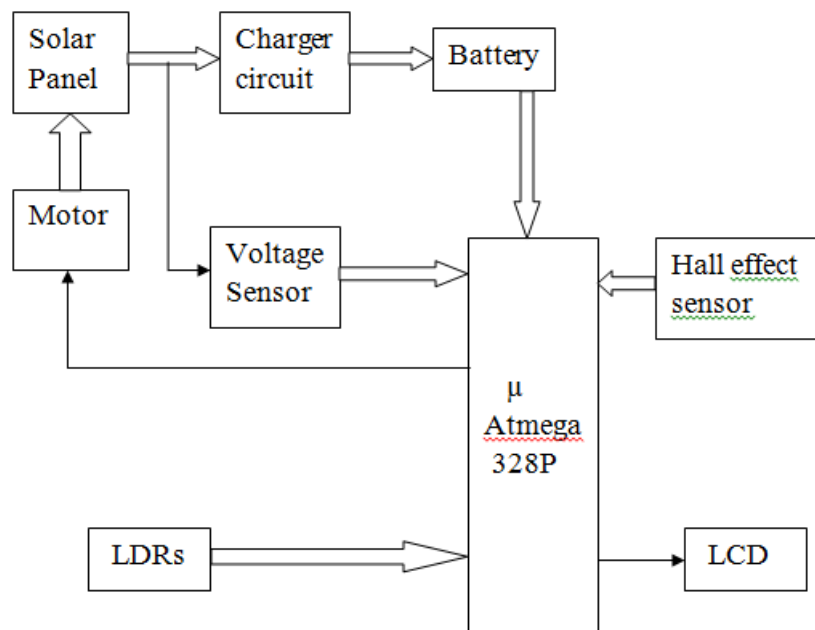 Solar
Panel
Charger
circuit
Battery
Motor
Voltage
Sensor
Hall effect
sensor
µ
Atmega
328P
LDRs
LCD